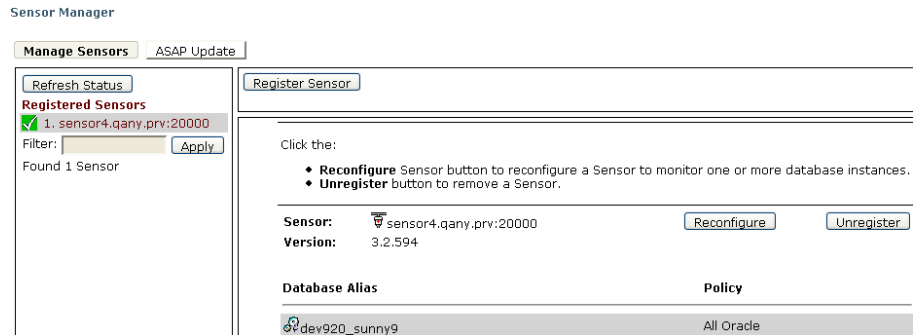 Sensor Manager
Manage Sensors
ASAP Update
Refresh Status
Registered Sensors
1. sensor4.qany.prv:20000
Filter:
Apply
Found 1 Sensor
Register Sensor
Click the:
Reconfigure Sensor button to reconfigure a Sensor to monitor one or more database instances.
Unregister button to remove a Sensor.
Sensor: sensor4.qany.prv:20000 Reconfigure Unregister
Version: 3.2.594
Database Alias Policy
dev920_sunny9 All Oracle